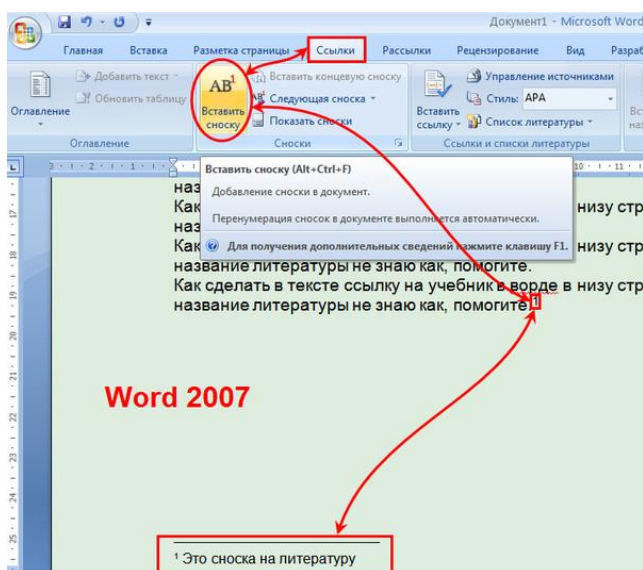 Документ1 - Microsoft Word
Главная Вставка Разметка страницы Ссылки Рассылки Рецензирование Вид Разраб
Оглавление
Добавить текст
Обновить таблицу
Оглавление
AB¹
Вставить сноску
Вставить концевую сноску
Следующая сноска
Показать сноски
Сноски
Вставить ссылку
Управление источниками
Стиль: APA
Список литературы
Ссылки и списки литературы
Вставить сноску (Alt+Ctrl+F)
Добавление сноски в документ.
Перенумерация сносок в документе выполняется автоматически.
Для получения дополнительных сведений нажмите клавишу F1.
наз
Как низу стр
наз
Как низу стр
название литературы не знаю как, помогите.
Как сделать в тексте ссылку на учебник в ворде в низу стр
название литературы не знаю как, помогите.¹
Word 2007
¹ Это сноска на литературу